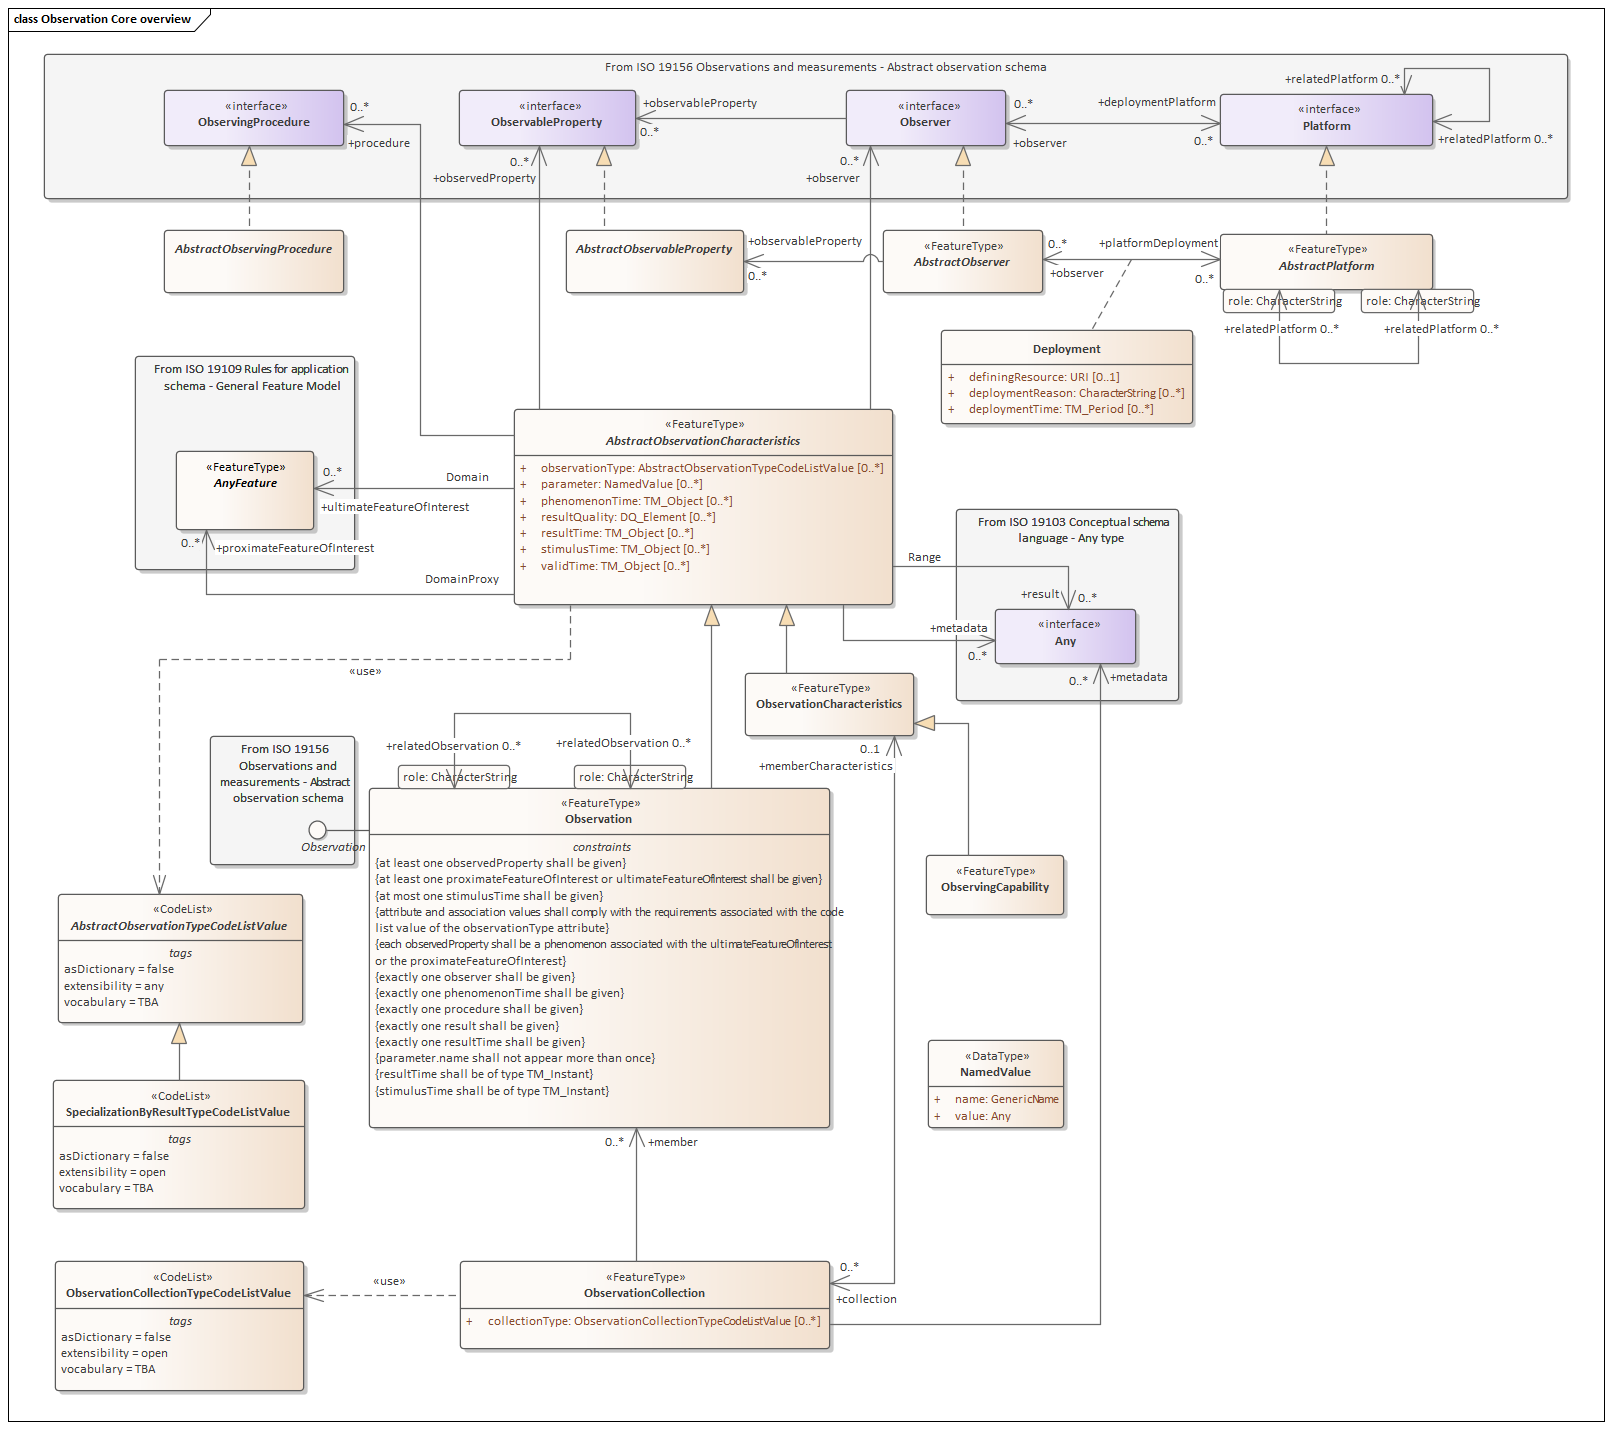 class Observation Core overview
From ISO 19156 Observations and measurements - Abstract observation schema
«interface»
ObservingProcedure
0..*
+procedure
«interface»
ObservableProperty
+observableProperty
0..*
0..*
+observedProperty
«interface»
Observer
0..*
+observer
0..*
+observer
+deploymentPlatform
0..*
«interface»
Platform
+relatedPlatform 0..*
+relatedPlatform 0..*
AbstractObservingProcedure
AbstractObservableProperty
+observableProperty
0..*
«FeatureType»
AbstractObserver
0..*
+observer
+platformDeployment
0..*
«FeatureType»
AbstractPlatform
role: CharacterString
role: CharacterString
+relatedPlatform 0..*
+relatedPlatform 0..*
Deployment
+ definingResource: URI [0..1]
+ deploymentReason: CharacterString [0..*]
+ deploymentTime: TM_Period [0..*]
From ISO 19109 Rules for application
schema - General Feature Model
«FeatureType»
AnyFeature
0..*
+ultimateFeatureOfInterest
Domain
0..*
+proximateFeatureOfInterest
DomainProxy
«FeatureType»
AbstractObservationCharacteristics
+ observationType: AbstractObservationTypeCodeListValue [0..*]
+ parameter: NamedValue [0..*]
+ phenomenonTime: TM_Object [0..*]
+ resultQuality: DQ_Element [0..*]
+ resultTime: TM_Object [0..*]
+ stimulusTime: TM_Object [0..*]
+ validTime: TM_Object [0..*]
From ISO 19103 Conceptual schema
language - Any type
Range
+result
0..*
«interface»
Any
+metadata
0..*
0..*
+metadata
«use»
«FeatureType»
ObservationCharacteristics
0..1
+memberCharacteristics
From ISO 19156
Observations and
measurements - Abstract
observation schema
Observation
+relatedObservation 0..*
+relatedObservation 0..*
role: CharacterString
role: CharacterString
«FeatureType»
Observation
constraints
{at least one observedProperty shall be given}
{at least one proximateFeatureOfInterest or ultimateFeatureOfInterest shall be given}
{at most one stimulusTime shall be given}
{attribute and association values shall comply with the requirements associated with the code
list value of the observationType attribute}
{each observedProperty shall be a phenomenon associated with the ultimateFeatureOfInterest
or the proximateFeatureOfInterest}
{exactly one observer shall be given}
{exactly one phenomenonTime shall be given}
{exactly one procedure shall be given}
{exactly one result shall be given}
{exactly one resultTime shall be given}
{parameter.name shall not appear more than once}
{resultTime shall be of type TM_Instant}
{stimulusTime shall be of type TM_Instant}
«FeatureType»
ObservingCapability
«CodeList»
AbstractObservationTypeCodeListValue
tags
asDictionary = false
extensibility = any
vocabulary = TBA
«CodeList»
SpecializationByResultTypeCodeListValue
tags
asDictionary = false
extensibility = open
vocabulary = TBA
«DataType»
NamedValue
+ name: GenericName
+ value: Any
0..*
+member
«CodeList»
ObservationCollectionTypeCodeListValue
tags
asDictionary = false
extensibility = open
vocabulary = TBA
«use»
«FeatureType»
ObservationCollection
+ collectionType: ObservationCollectionTypeCodeListValue [0..*]
0..*
+collection